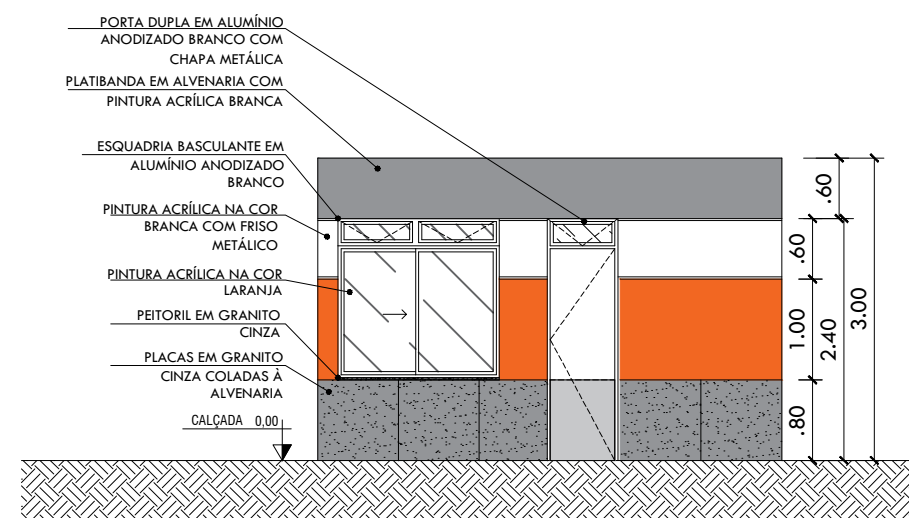 PORTA DUPLA EM ALUMÍNIO
ANODIZADO BRANCO COM
CHAPA METÁLICA
PLATIBANDA EM ALVENARIA COM
PINTURA ACRÍLICA BRANCA
ESQUADRIA BASCULANTE EM
ALUMÍNIO ANODIZADO
BRANCO
PINTURA ACRÍLICA NA COR
BRANCA COM FRISO
METÁLICO
PINTURA ACRÍLICA NA COR
LARANJA
PEITORIL EM GRANITO
CINZA
PLACAS EM GRANITO
CINZA COLADAS À
ALVENARIA
CALÇADA 0,00
.60
.60
1.00
.80
2.40
3.00